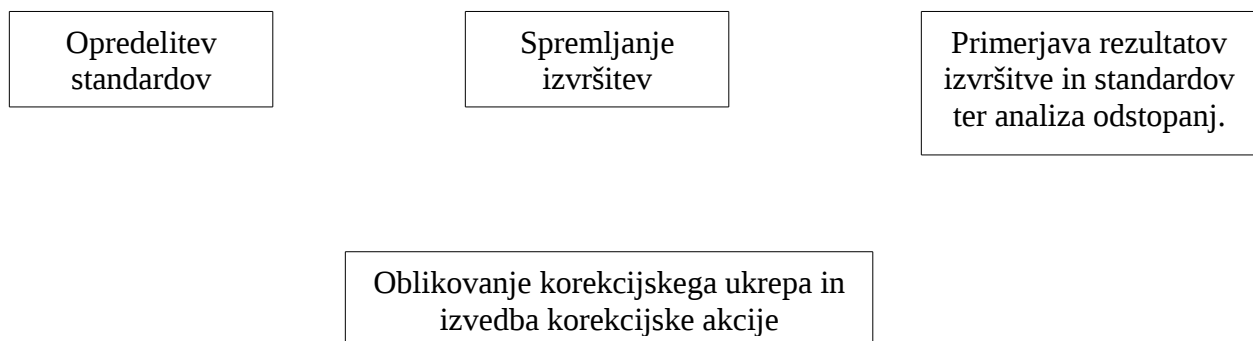 Opredelitev
standardov
Spremljanje
izvršitev
Primerjava rezultatov
izvršitve in standardov
ter analiza odstopanj.
Oblikovanje korekcijskega ukrepa in
izvedba korekcijske akcije